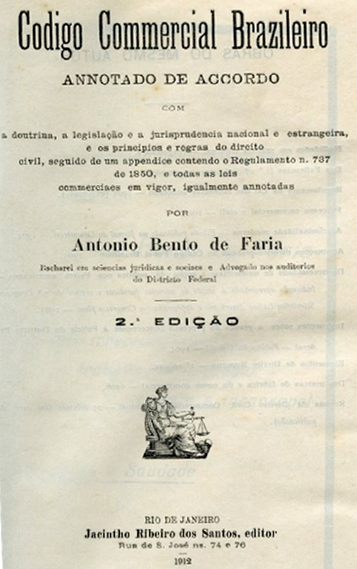 Codigo Commercial Brazileiro
ANNOTADO DE ACCORDO
COM
a doutrina, a legislação e a jurisprudencia nacional e estrangeira,
e os principios e regras do direito
civil, seguido de um appendice contendo o Regulamento n. 737
de 1850, e todas as leis
commerciaes em vigor, igualmente annotadas
POR
Antonio Bento de Faria
Bacharel em sciencias juridicas e sociaes e Advogado nos auditorios
do Districto Federal
2.ª EDIÇÃO
RIO DE JANEIRO
Jacintho Ribeiro dos Santos, editor
Rua de S. José ns. 74 e 76
1912